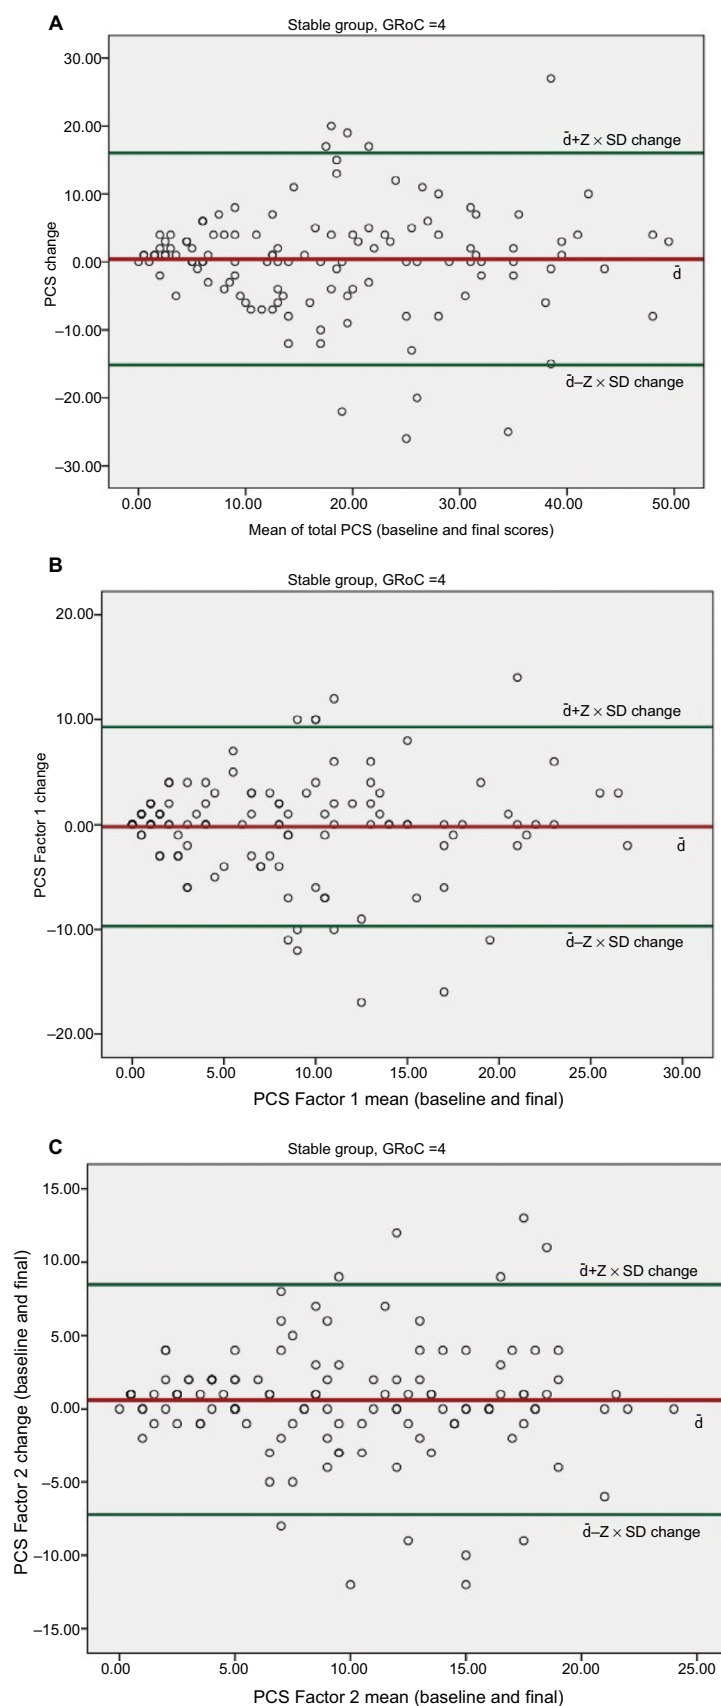 A
Stable group, GRoC =4
30.00
20.00
d̄+Z × SD change
10.00
PCS change
0.00
d̄
–10.00
d̄–Z × SD change
–20.00
–30.00
0.00 10.00 20.00 30.00 40.00 50.00
Mean of total PCS (baseline and final scores)
B
Stable group, GRoC =4
20.00
d̄+Z × SD change
10.00
PCS Factor 1 change
0.00
d̄
–10.00
d̄–Z × SD change
–20.00
0.00 5.00 10.00 15.00 20.00 25.00 30.00
PCS Factor 1 mean (baseline and final)
C
Stable group, GRoC =4
15.00
10.00
d̄+Z × SD change
5.00
PCS Factor 2 change (baseline and final)
0.00
d̄
–5.00
d̄–Z × SD change
–10.00
–15.00
0.00 5.00 10.00 15.00 20.00 25.00
PCS Factor 2 mean (baseline and final)